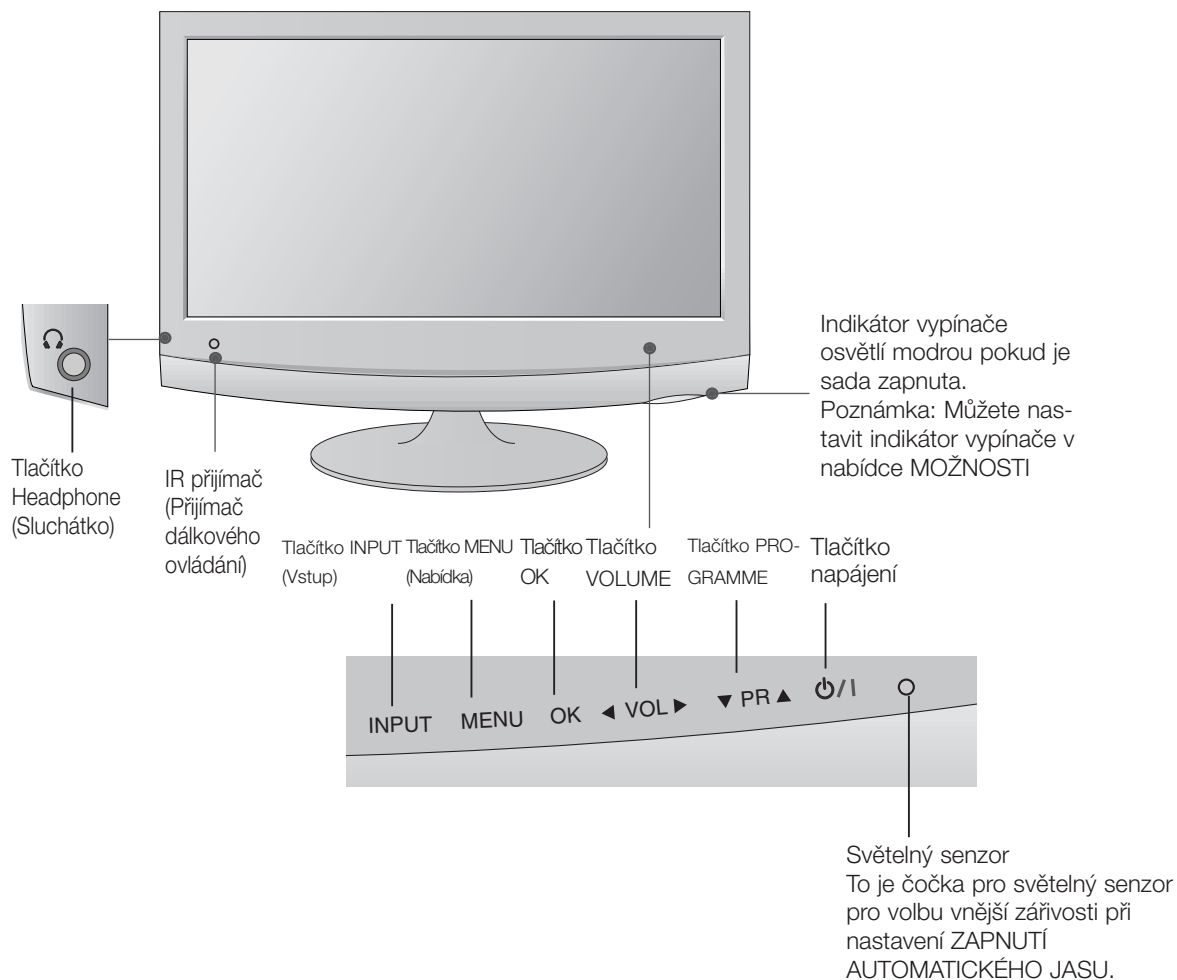 Indikátor vypínače
osvětlí modrou pokud je
sada zapnuta.
Poznámka: Můžete nas-
tavit indikátor vypínače v
nabídce MOŽNOSTI
Tlačítko
Headphone
(Sluchátko)
IR přijímač
(Přijímač
dálkového
ovládání)
Tlačítko INPUT
(Vstup)
Tlačítko MENU
(Nabídka)
Tlačítko
OK
Tlačítko
VOLUME
Tlačítko PRO-
GRAMME
Tlačítko
napájení
INPUT MENU OK ◄ VOL ► ▼ PR ▲ ⏻/I
Světelný senzor
To je čočka pro světelný senzor
pro volbu vnější zářivosti při
nastavení ZAPNUTÍ
AUTOMATICKÉHO JASU.